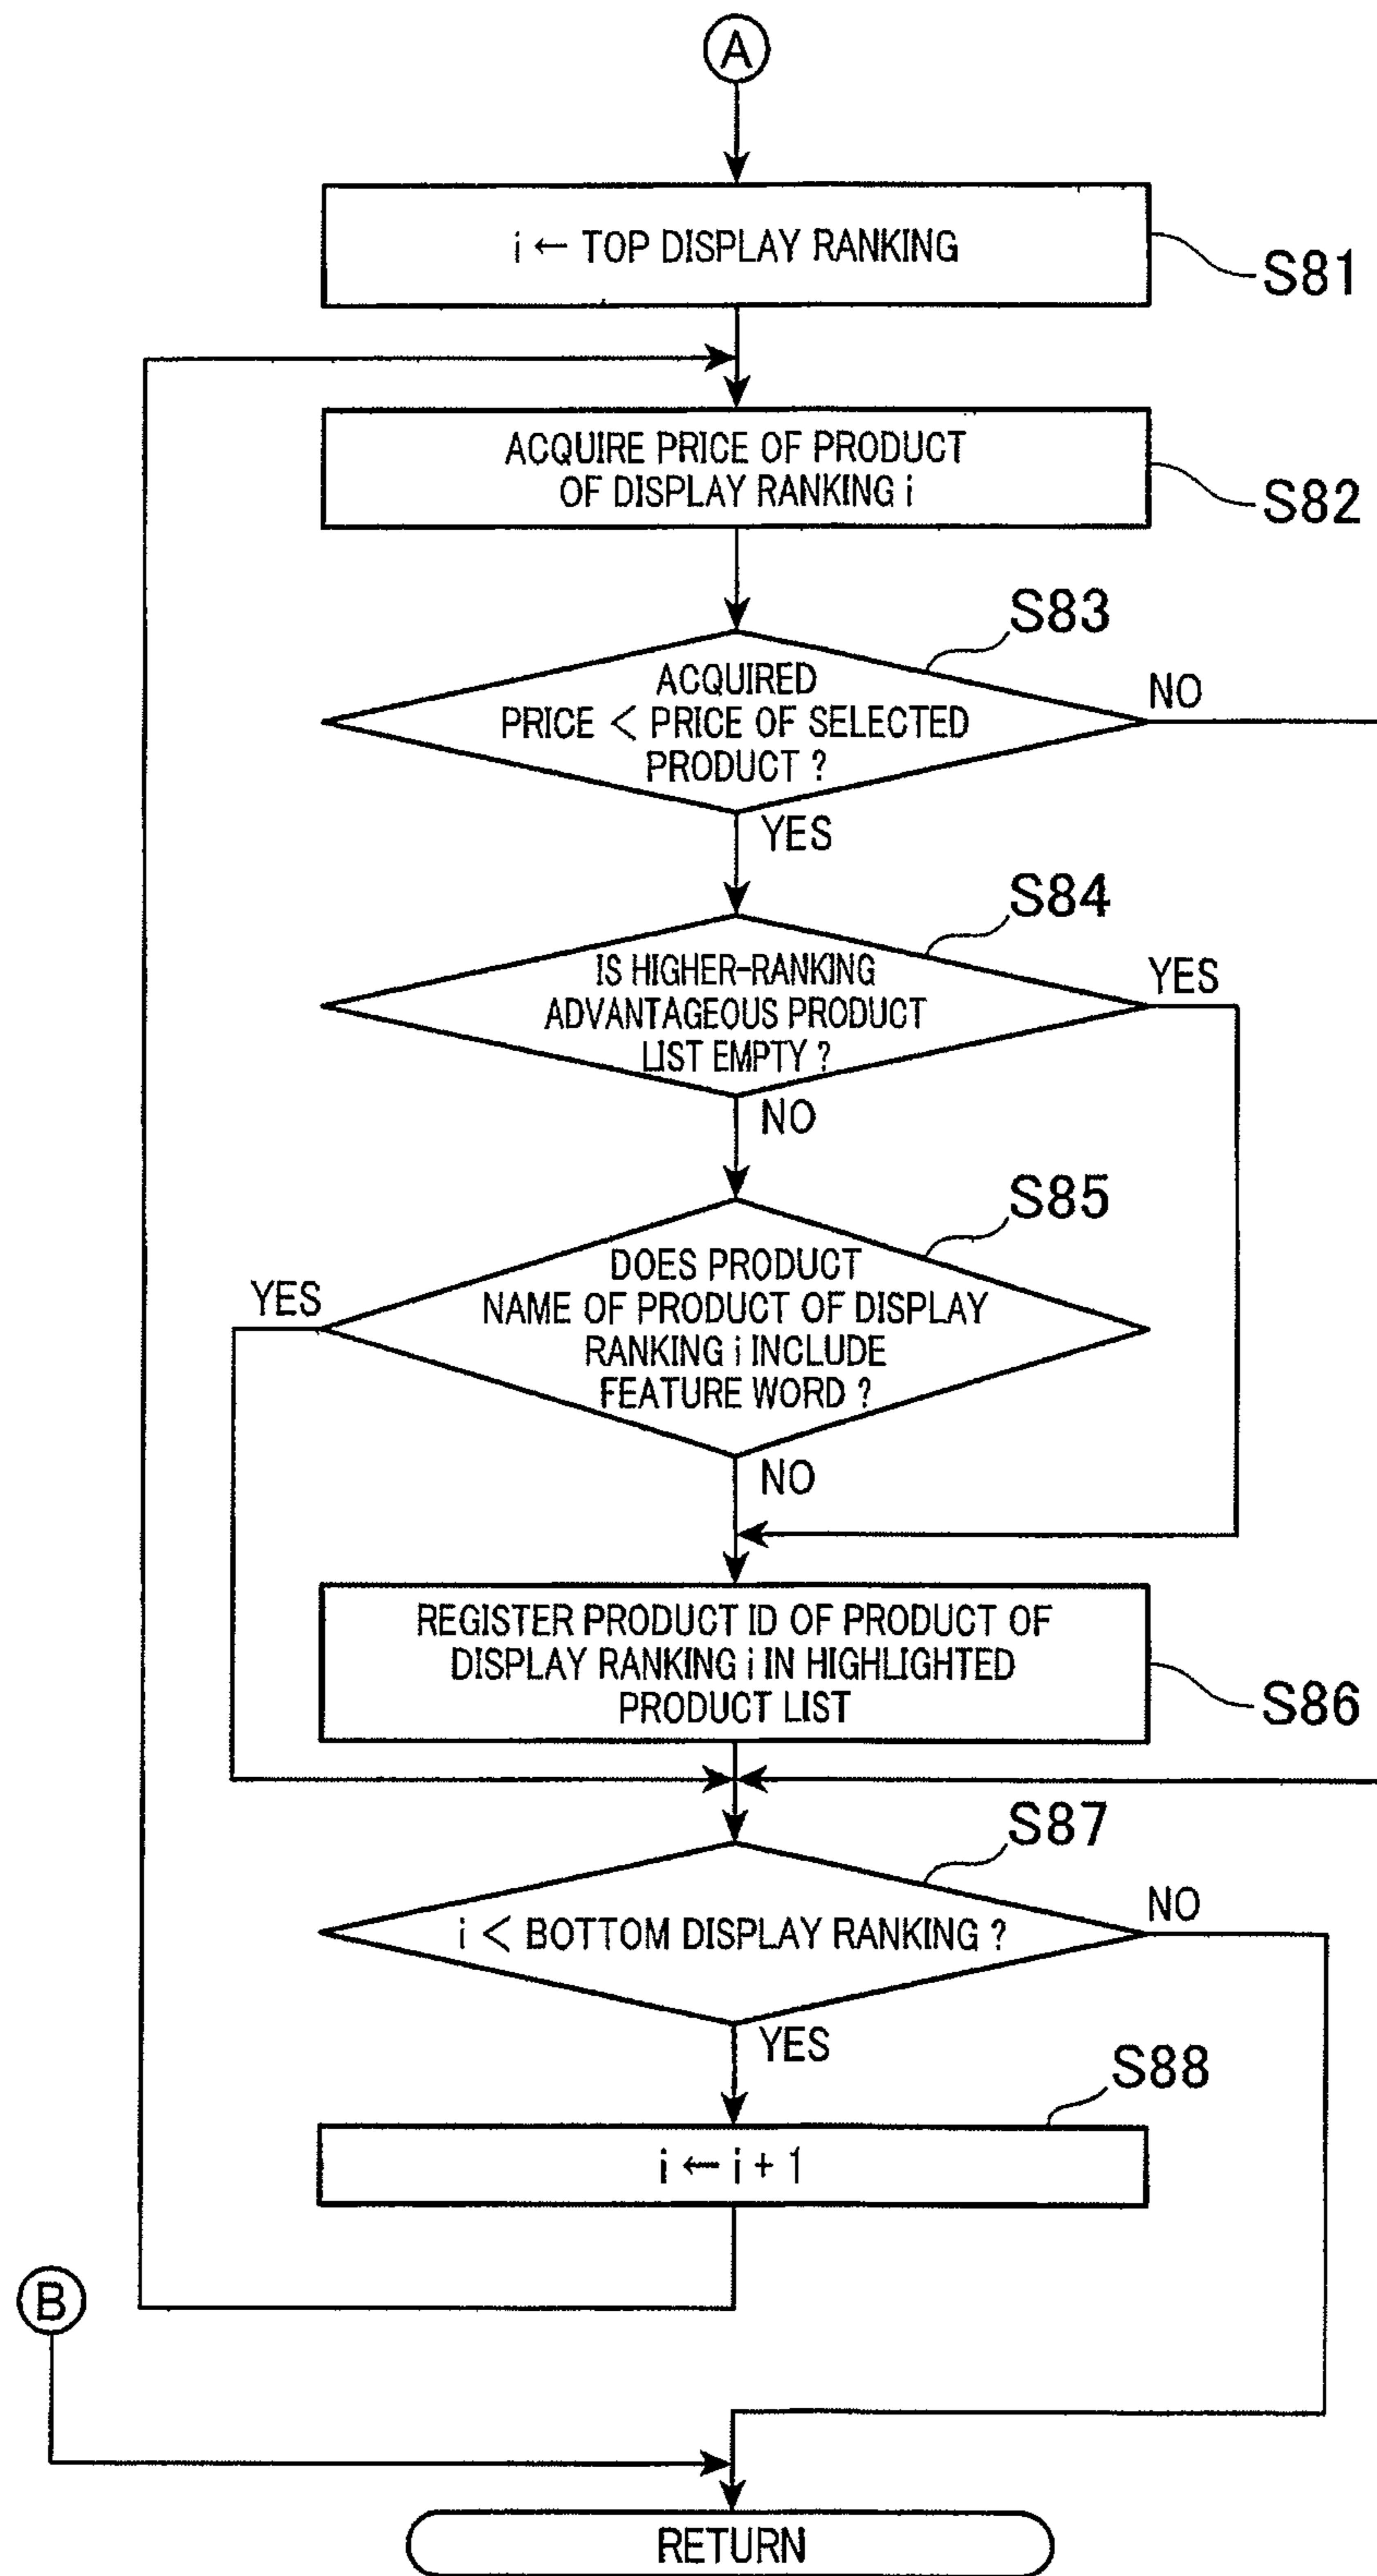 A
i ← TOP DISPLAY RANKING
S81
ACQUIRE PRICE OF PRODUCT
OF DISPLAY RANKING i
S82
S83
ACQUIRED
PRICE < PRICE OF SELECTED
PRODUCT ?
NO
YES
S84
IS HIGHER-RANKING
ADVANTAGEOUS PRODUCT
LIST EMPTY ?
YES
NO
S85
DOES PRODUCT
NAME OF PRODUCT OF DISPLAY
RANKING i INCLUDE
FEATURE WORD ?
YES
NO
REGISTER PRODUCT ID OF PRODUCT OF
DISPLAY RANKING i IN HIGHLIGHTED
PRODUCT LIST
S86
S87
i < BOTTOM DISPLAY RANKING ?
NO
YES
S88
i ← i + 1
B
RETURN